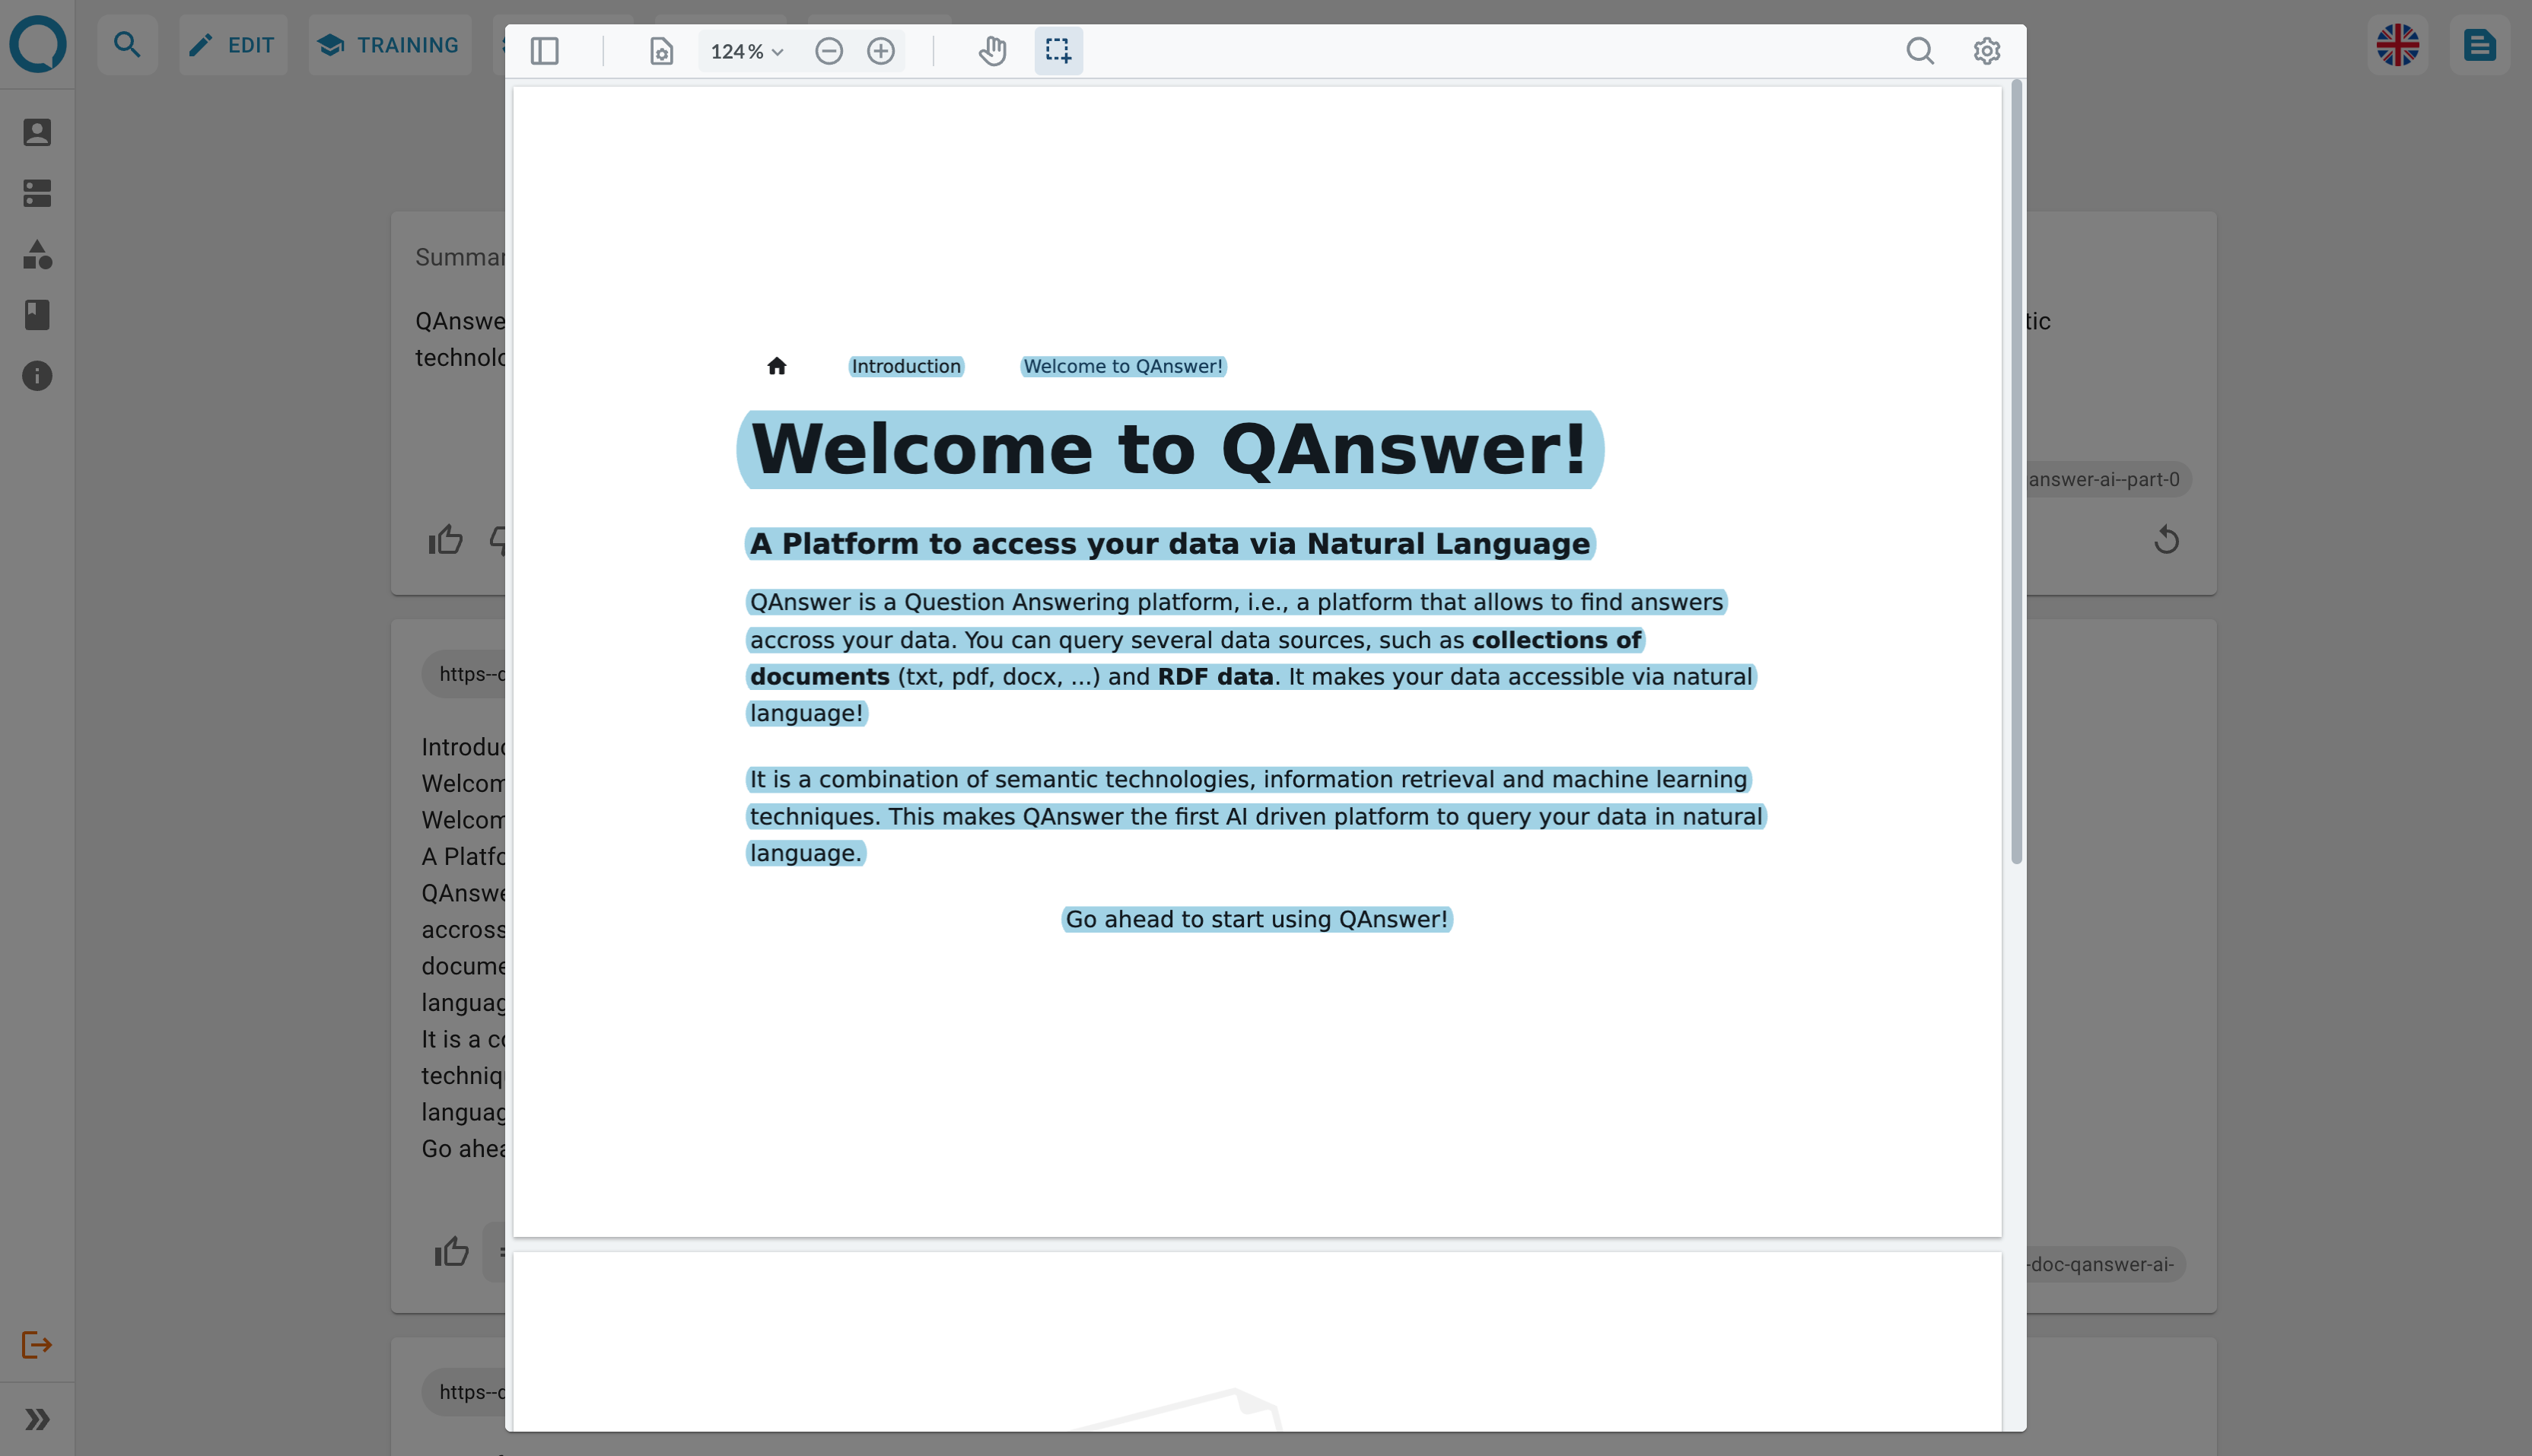 EDIT
TRAINING
124%
Summar
QAnswe
technolo
tic
answer-ai--part-0
Introduction
Welcome to QAnswer!
Welcome to QAnswer!
A Platform to access your data via Natural Language
QAnswer is a Question Answering platform, i.e., a platform that allows to find answers
accross your data. You can query several data sources, such as collections of
documents (txt, pdf, docx, ...) and RDF data. It makes your data accessible via natural
language!
It is a combination of semantic technologies, information retrieval and machine learning
techniques. This makes QAnswer the first AI driven platform to query your data in natural
language.
Go ahead to start using QAnswer!
https--d
Introduc
Welcom
Welcom
A Platfo
QAnswe
accross
docume
languag
It is a co
techniqu
languag
Go ahea
-doc-qanswer-ai-
https--d